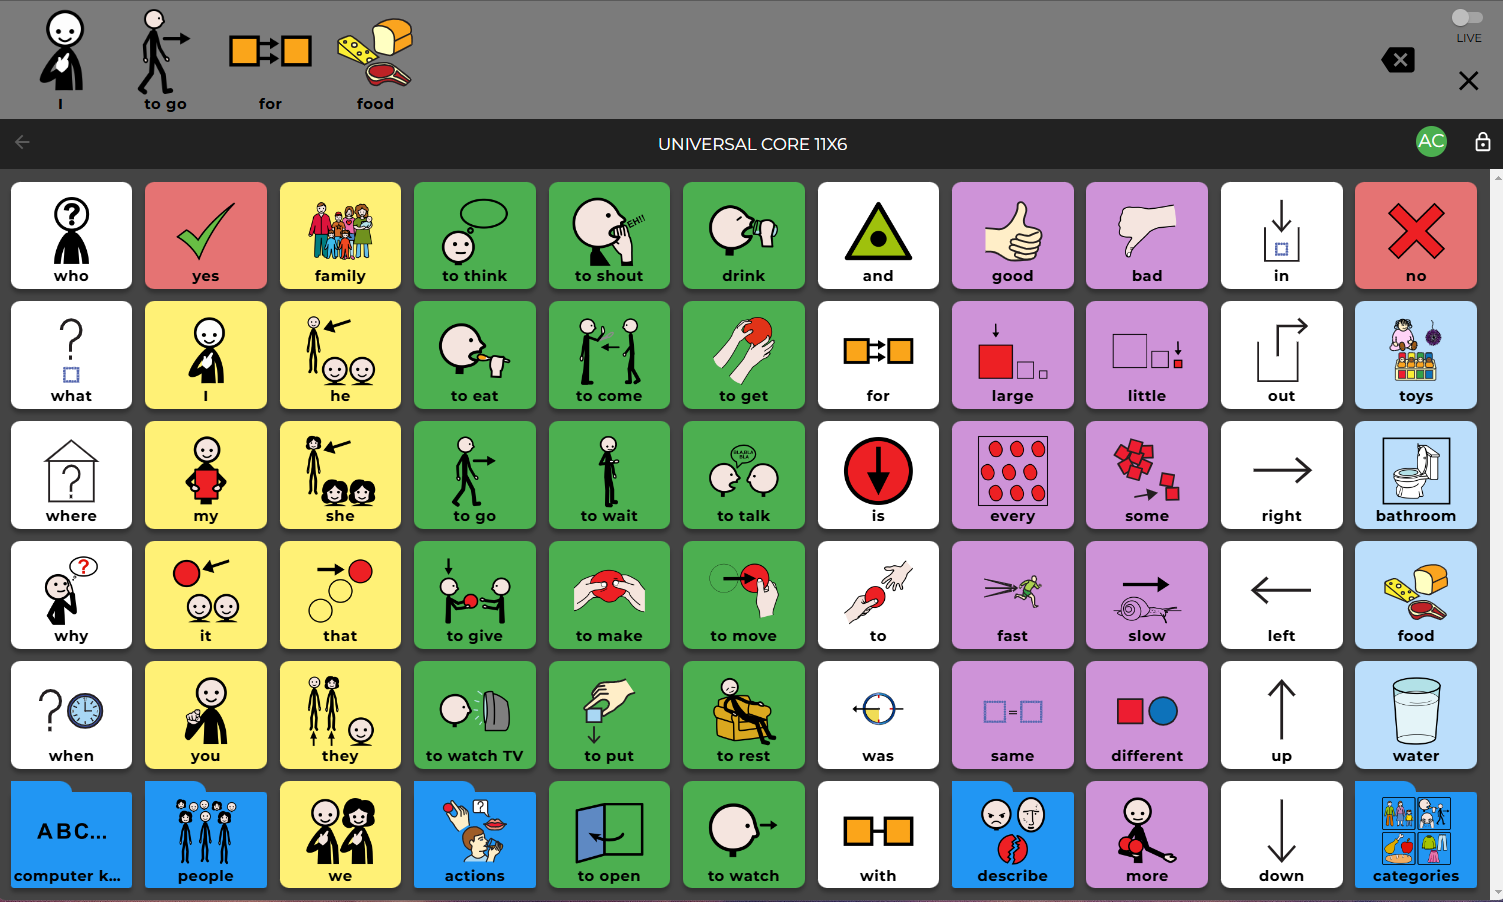 LIVE
I to go for food
UNIVERSAL CORE 11X6
AC
who yes family to think to shout drink and good bad in no
EH!!
what I he to eat to come to get for large little out toys
BLA,BLA
BLA
where my she to go to wait to talk is every some right bathroom
why it that to give to make to move to fast slow left food
when you they to watch TV to put to rest was same different up water
ABC...
computer k... people we actions to open to watch with describe more down categories